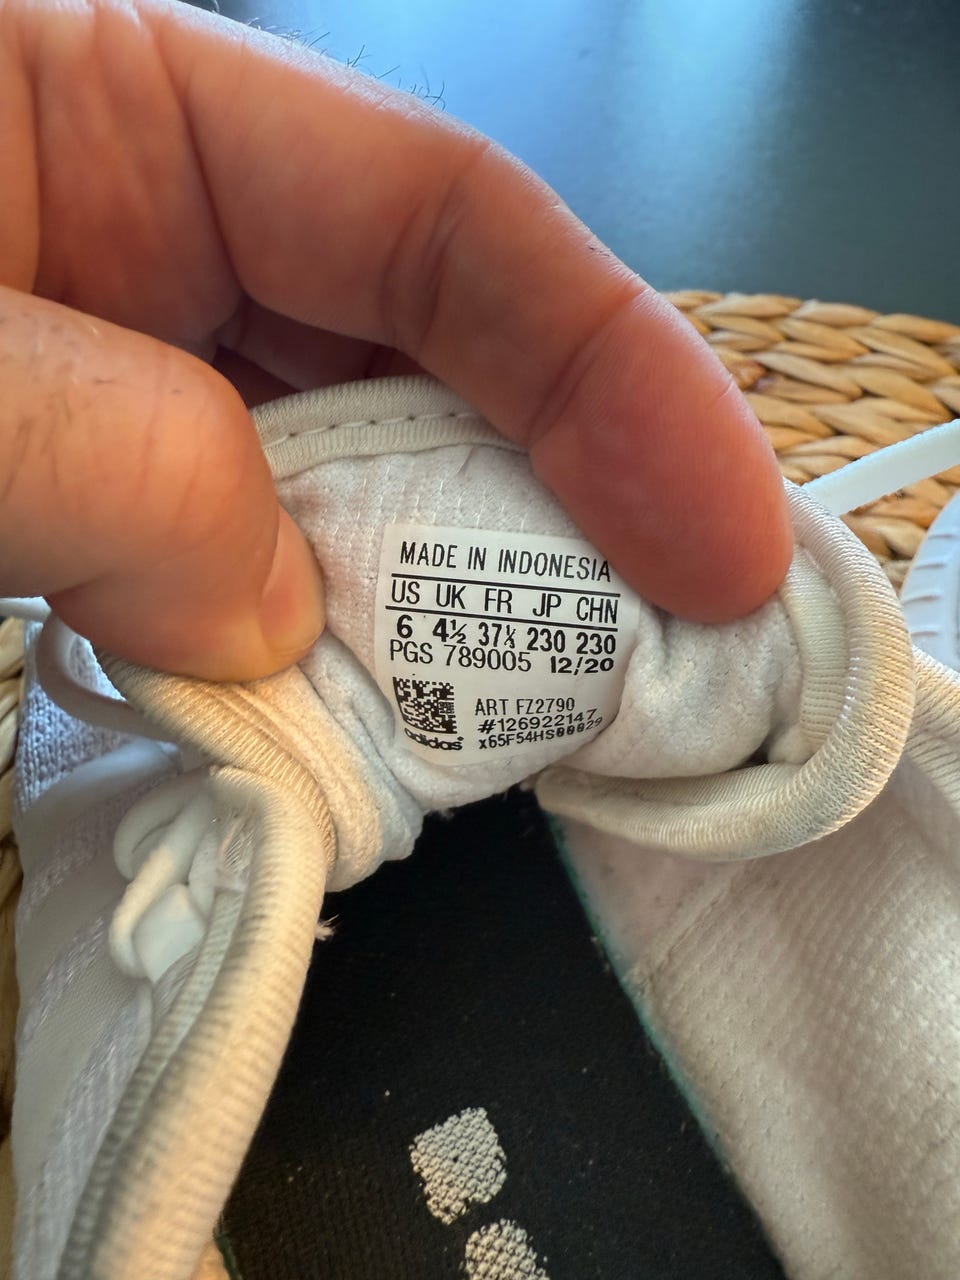 MADE IN INDONESIA
US UK FR JP CHN
6 4½ 37⅓ 230 230
PGS 789005 12/20
ART FZ2790
#126922147
x65F54HS00029
adidas